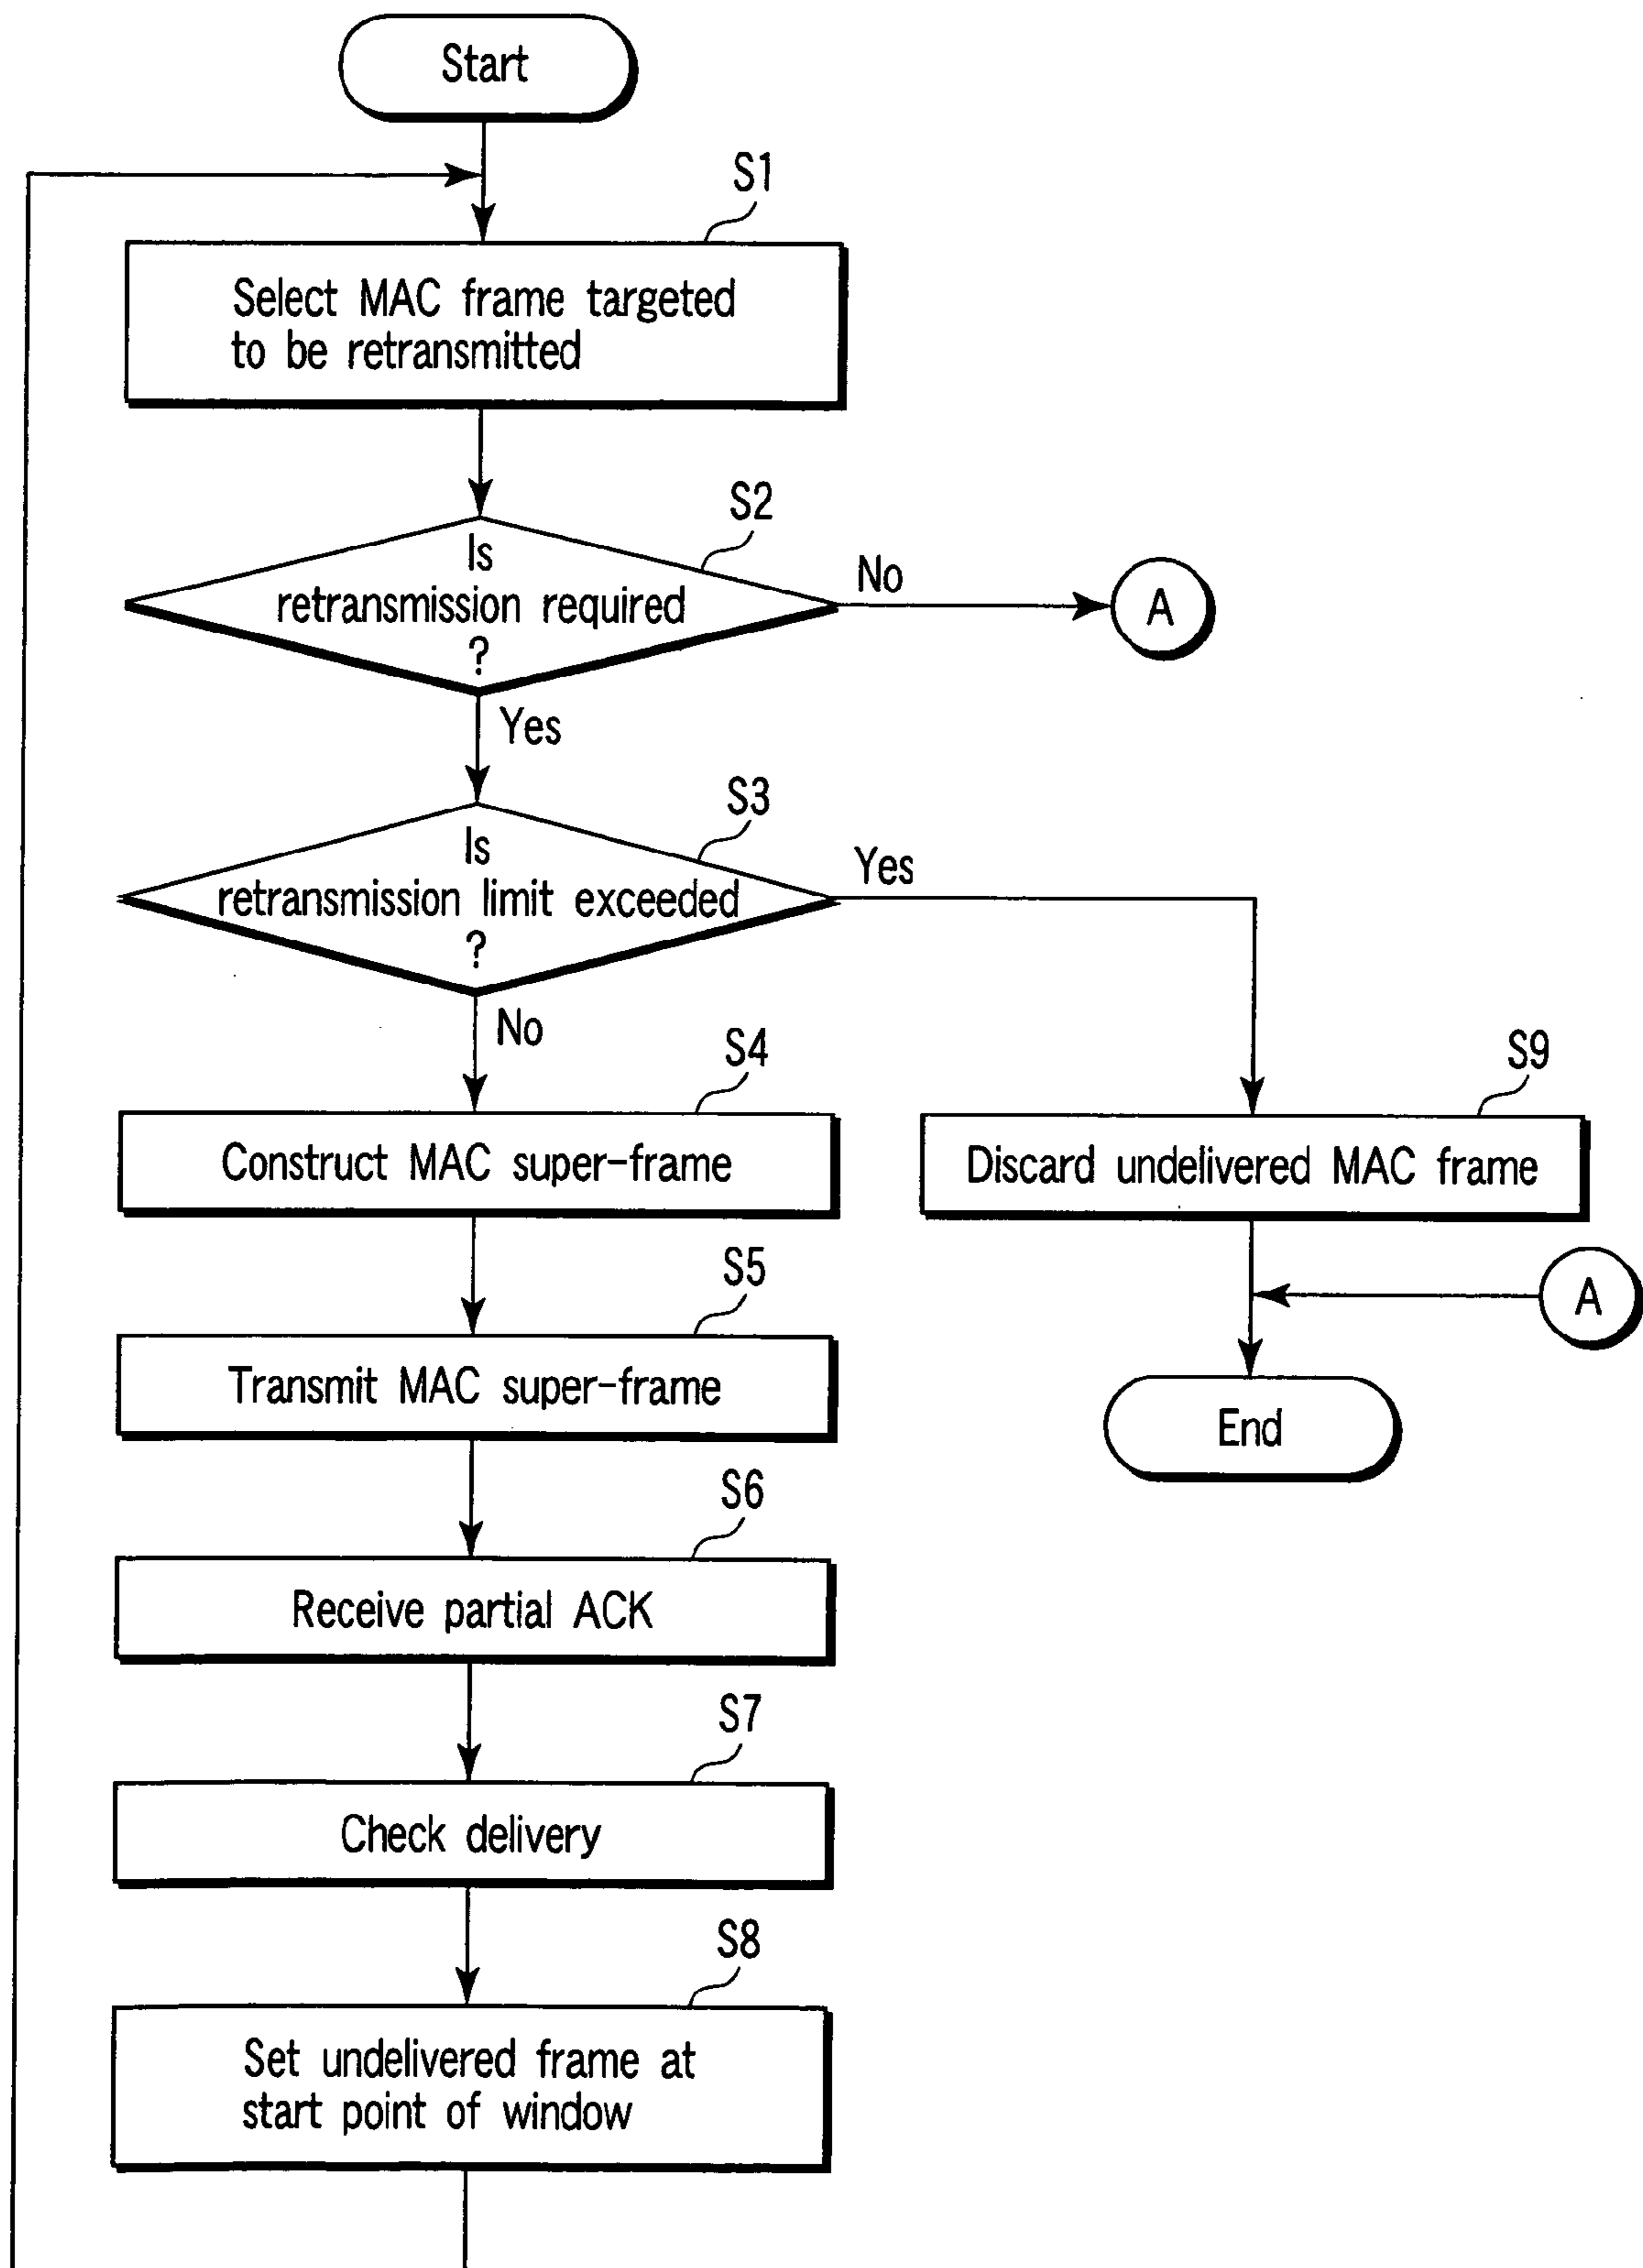 Start
S1
Select MAC frame targeted
to be retransmitted
S2
Is
retransmission required
?
No
A
Yes
S3
Is
retransmission limit exceeded
?
Yes
No
S4
Construct MAC super-frame
S9
Discard undelivered MAC frame
S5
Transmit MAC super-frame
A
End
S6
Receive partial ACK
S7
Check delivery
S8
Set undelivered frame at
start point of window